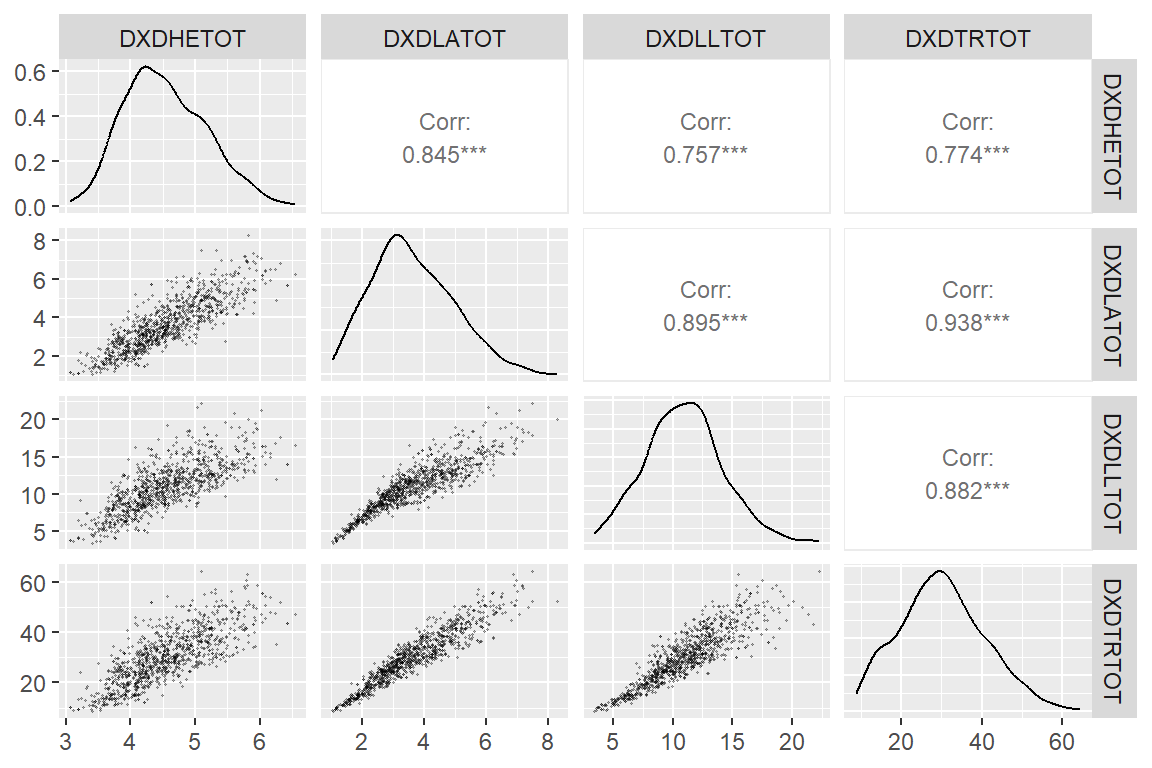 DXDHETOT DXDLATOT DXDLLTOT DXDTRTOT
0.6
0.4
0.2
0.0
Corr:
0.845***
Corr:
0.757***
Corr:
0.774***
DXDHETOT
8
6
4
2
Corr:
0.895***
Corr:
0.938***
DXDLATOT
20
15
10
5
Corr:
0.882***
DXDLLTOT
60
40
20
DXDTRTOT
3 4 5 6 2 4 6 8 5 10 15 20 20 40 60